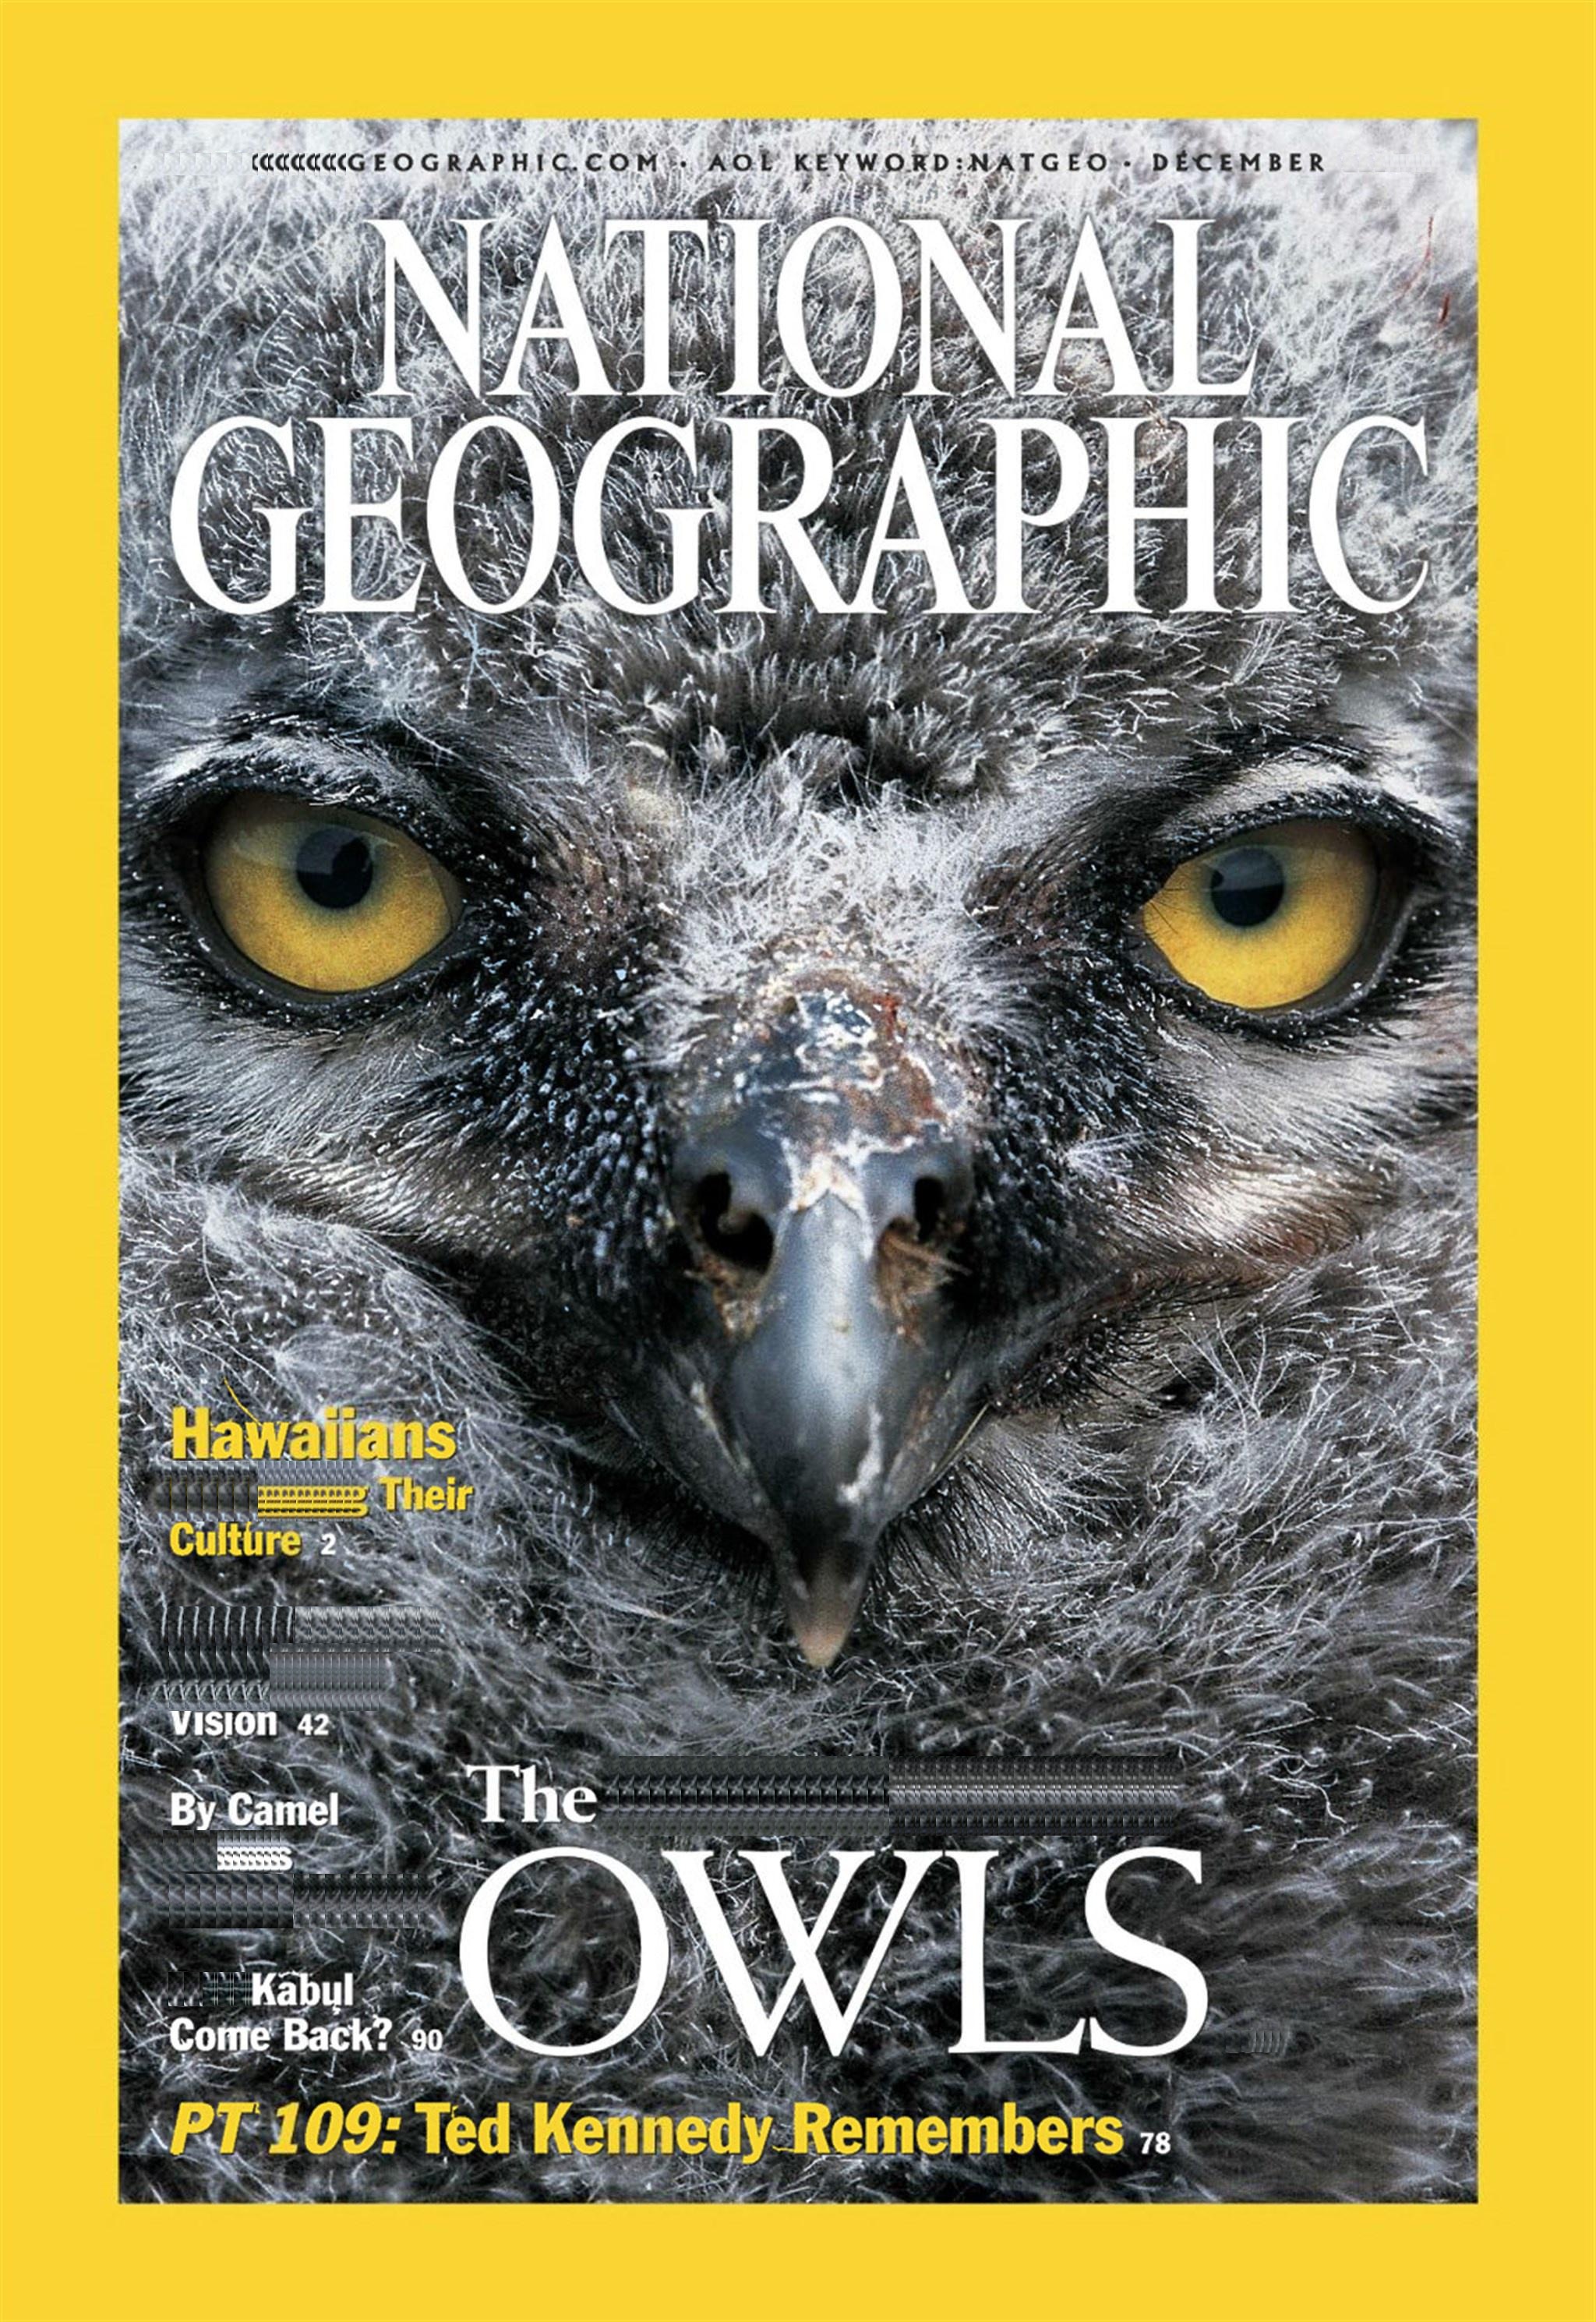 GEOGRAPHIC.COM · AOL KEYWORD:NATGEO · DECEMBER
NATIONAL
GEOGRAPHIC
Hawaiians
Their
Culture 2
Vision 42
By Camel
Kabul
Come Back? 90
The
OWLS
PT 109: Ted Kennedy Remembers 78